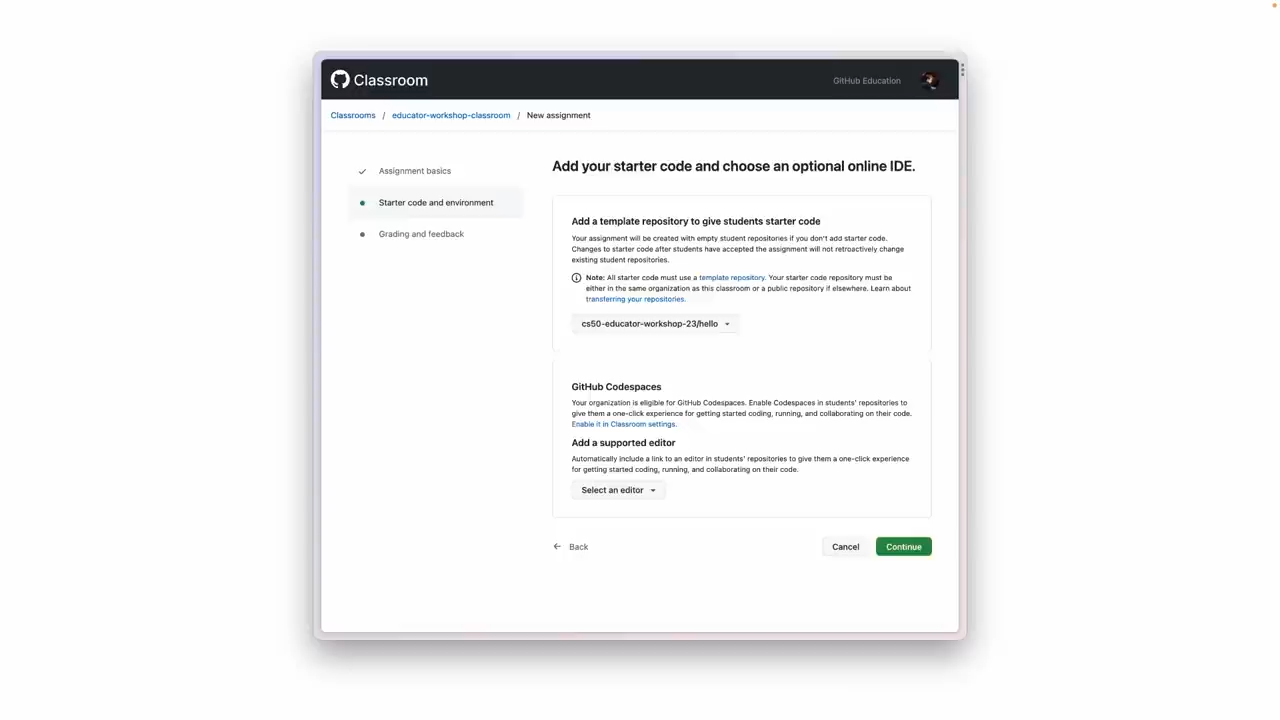 Classroom
GitHub Education
Classrooms / educator-workshop-classroom / New assignment
Assignment basics
Starter code and environment
Grading and feedback
Add your starter code and choose an optional online IDE.
Add a template repository to give students starter code
Your assignment will be created with empty student repositories if you don't add starter code.
Changes to starter code after students have accepted the assignment will not retroactively change
existing student repositories.
Note: All starter code must use a template repository. Your starter code repository must be
either in the same organization as this classroom or a public repository if elsewhere. Learn about
transferring your repositories.
cs50-educator-workshop-23/hello
GitHub Codespaces
Your organization is eligible for GitHub Codespaces. Enable Codespaces in students' repositories to
give them a one-click experience for getting started coding, running, and collaborating on their code.
Enable it in Classroom settings.
Add a supported editor
Automatically include a link to an editor in students' repositories to give them a one-click experience
for getting started coding, running, and collaborating on their code.
Select an editor
Back
Cancel
Continue